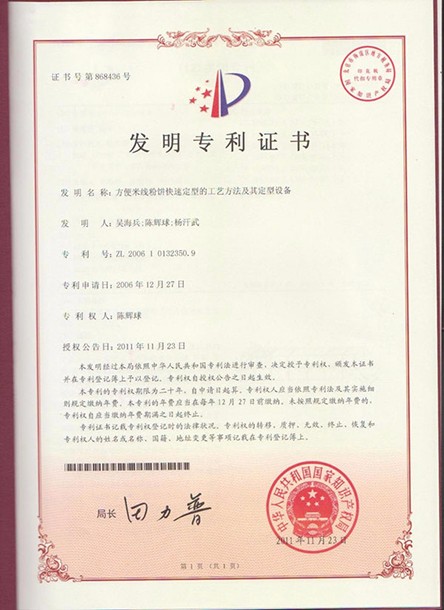 证书号第868436号
发明专利证书
发 明 名 称：方便米线粉饼快速定型的工艺方法及其定型设备
发 明 人：吴海兵;陈辉球;杨汗武
专 利 号：ZL 2006 1 0132350.9
专利申请日：2006年12月27日
专 利 权 人：陈辉球
授权公告日：2011年11月23日
本发明经过本局依照中华人民共和国专利法进行审查，决定授予专利权，颁发本证书
并在专利登记簿上予以登记。专利权自授权公告之日起生效。
本专利的专利权期限为二十年，自申请日起算。专利权人应当依照专利法及其实施细
则规定缴纳年费。本专利的年费应当在每年12月27日前缴纳。未按照规定缴纳年费的，
专利权自应当缴纳年费期满之日起终止。
专利证书记载专利权登记时的法律状况。专利权的转移、质押、无效、终止、恢复和
专利权人的姓名或名称、国籍、地址变更等事项记载在专利登记簿上。
局长 田力普
中华人民共和国国家知识产权局
2011年11月23日
第1页（共1页）